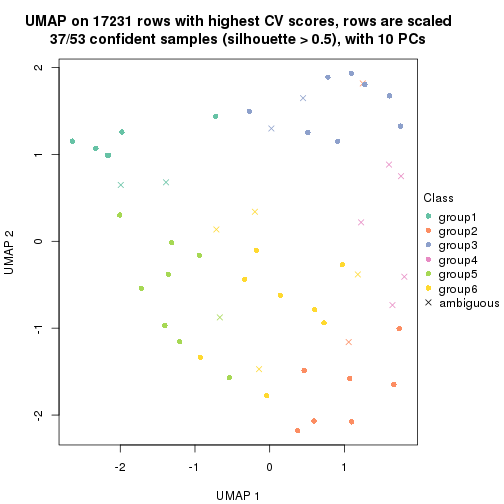 UMAP on 17231 rows with highest CV scores, rows are scaled
37/53 confident samples (silhouette > 0.5), with 10 PCs
2
1
0
-1
-2
UMAP 2
-2
-1
0
1
UMAP 1
Class
group1
group2
group3
group4
group5
group6
ambiguous